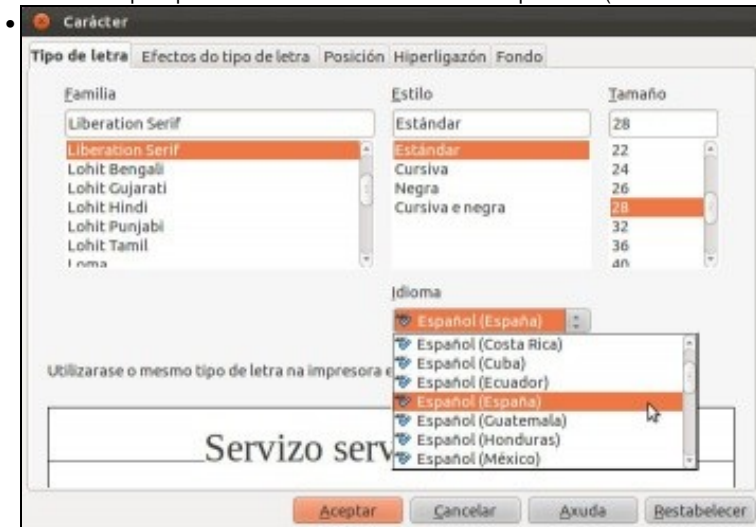 Carácter
Tipo de letra Efectos do tipo de letra Posición Hiperligazón Fondo
Familia Estilo Tamaño
Liberation Serif Estándar 28
Liberation Serif Estándar 22
Lohit Bengali Cursiva 24
Lohit Gujarati Negra 26
Lohit Hindi Cursiva e negra 28
Lohit Punjabi 32
Lohit Tamil 36
Loma 40
Idioma
Español (España)
Español (Costa Rica)
Español (Cuba)
Utilizarase o mesmo tipo de letra na impresora e Español (Ecuador)
Español (España)
Español (Guatemala)
Servizo serv Español (Honduras)
Español (México)
Aceptar Cancelar Axuda Restabelecer